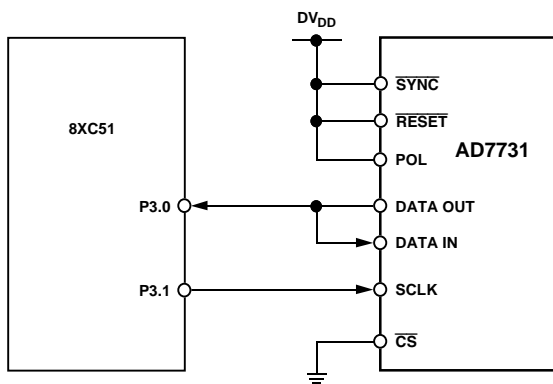 DVDD
SYNC
8XC51
RESET
AD7731
POL
P3.0
DATA OUT
DATA IN
P3.1
SCLK
CS